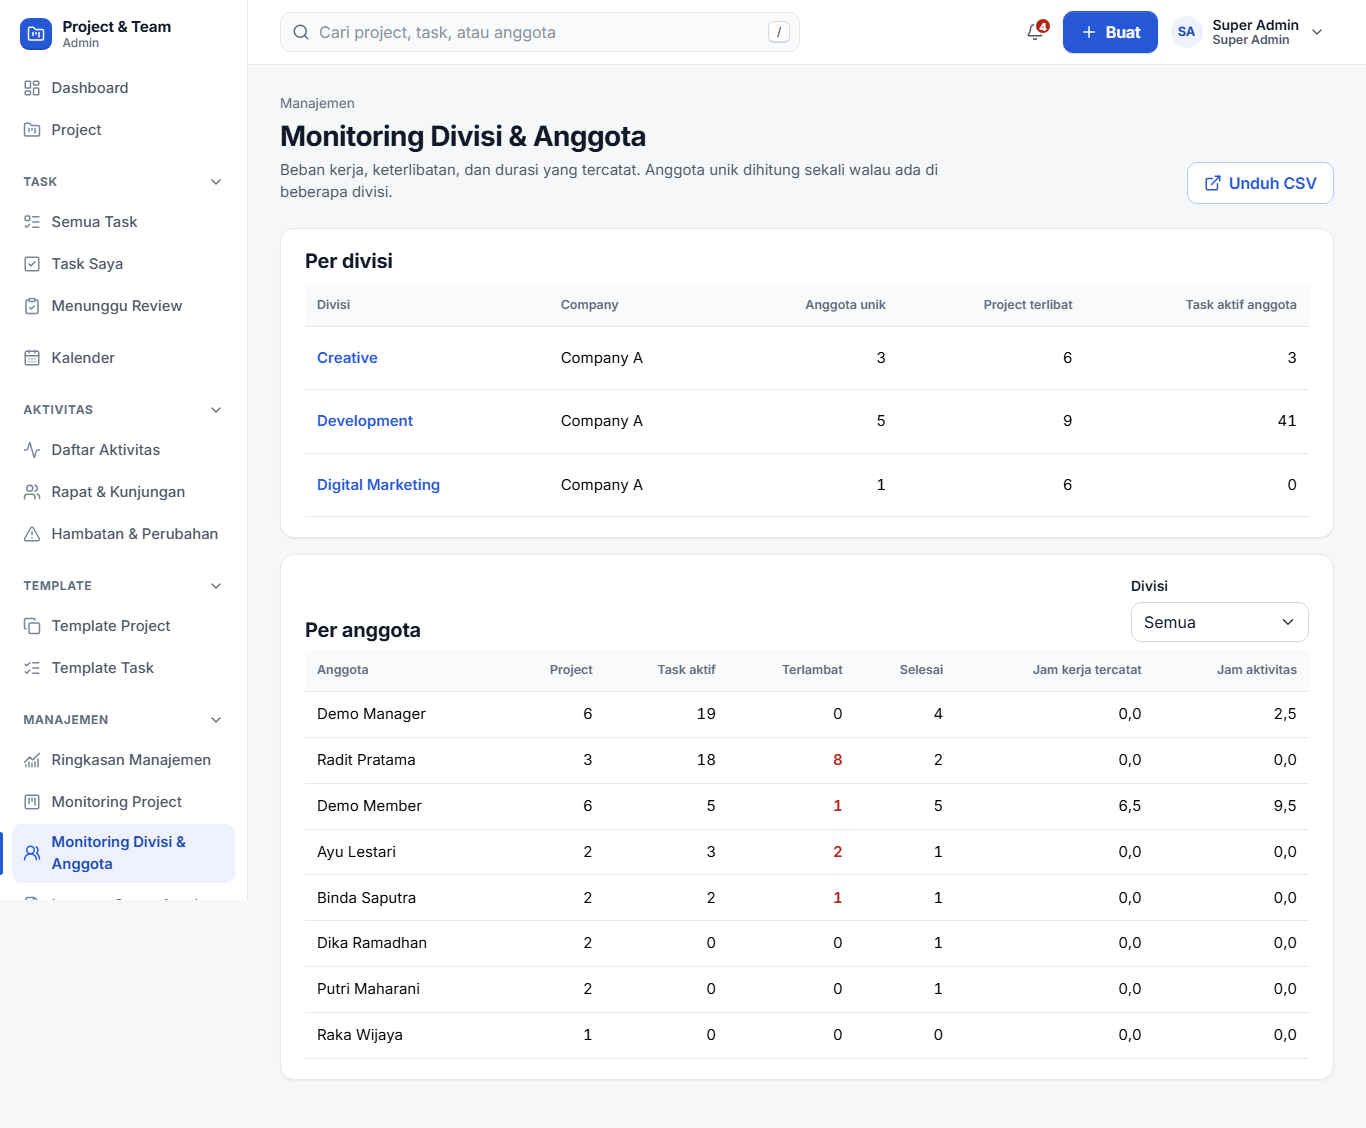 Project & Team
Admin
Dashboard
Project
TASK
Semua Task
Task Saya
Menunggu Review
Kalender
AKTIVITAS
Daftar Aktivitas
Rapat & Kunjungan
Hambatan & Perubahan
TEMPLATE
Template Project
Template Task
MANAJEMEN
Ringkasan Manajemen
Monitoring Project
Monitoring Divisi &
Anggota
Cari project, task, atau anggota /
4
Buat
SA
Super Admin
Super Admin
Manajemen
Monitoring Divisi & Anggota
Beban kerja, keterlibatan, dan durasi yang tercatat. Anggota unik dihitung sekali walau ada di
beberapa divisi.
Unduh CSV
Per divisi
Divisi Company Anggota unik Project terlibat Task aktif anggota
Creative Company A 3 6 3
Development Company A 5 9 41
Digital Marketing Company A 1 6 0
Divisi
Semua
Per anggota
Anggota Project Task aktif Terlambat Selesai Jam kerja tercatat Jam aktivitas
Demo Manager 6 19 0 4 0,0 2,5
Radit Pratama 3 18 8 2 0,0 0,0
Demo Member 6 5 1 5 6,5 9,5
Ayu Lestari 2 3 2 1 0,0 0,0
Binda Saputra 2 2 1 1 0,0 0,0
Dika Ramadhan 2 0 0 1 0,0 0,0
Putri Maharani 2 0 0 1 0,0 0,0
Raka Wijaya 1 0 0 0 0,0 0,0